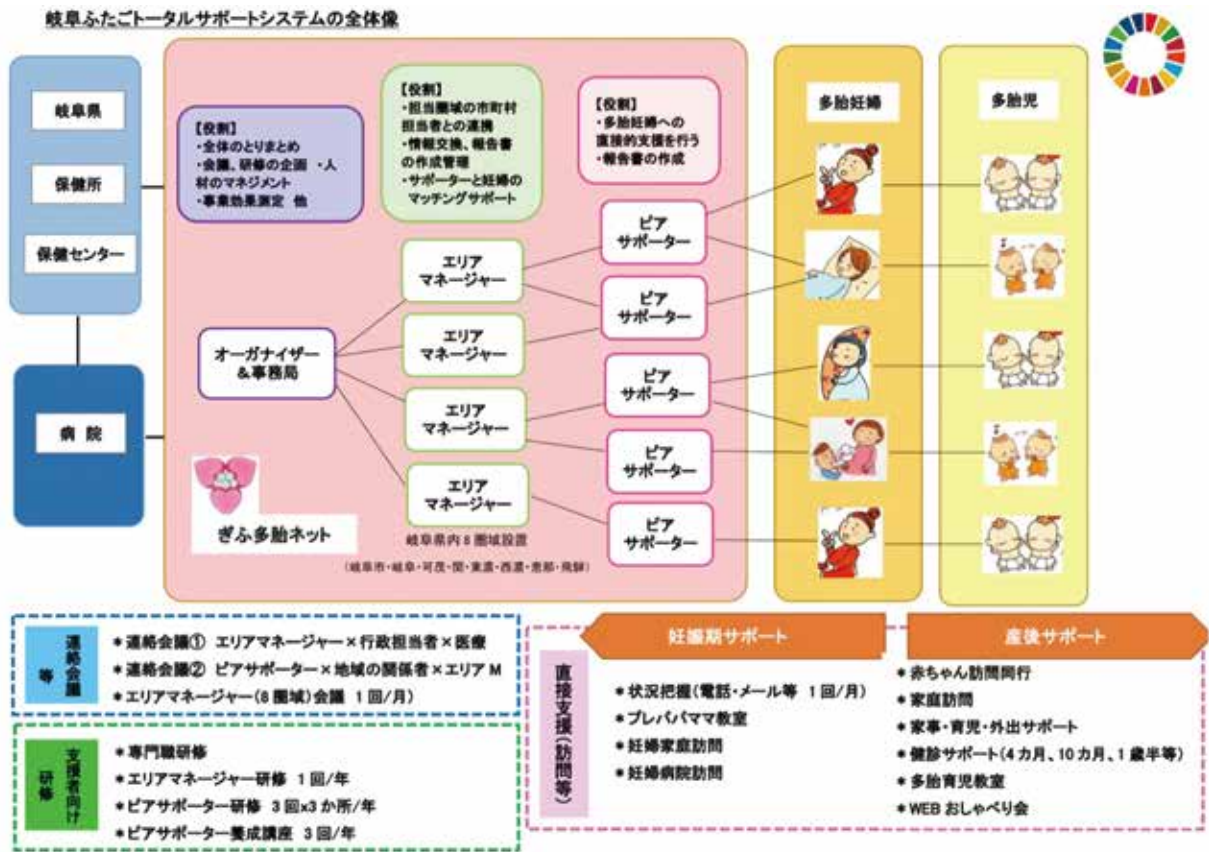 岐阜ふたごトータルサポートシステムの全体像
岐阜県
保健所
保健センター
病 院
【役割】
・全体のとりまとめ
・会議、研修の企画 ・人
材のマネジメント
・事業効果測定 他
【役割】
・担当圏域の市町村
担当者との連携
・情報交換、報告書
の作成管理
・サポーターと妊婦の
マッチングサポート
【役割】
・多胎妊婦への
直接的支援を行う
・報告書の作成
オーガナイザー
&事務局
エリア
マネージャー
エリア
マネージャー
エリア
マネージャー
エリア
マネージャー
ピア
サポーター
ピア
サポーター
ピア
サポーター
ピア
サポーター
ピア
サポーター
ぎふ多胎ネット
岐阜県内8圏域設置
(岐阜市・岐阜・可茂・関・東濃・西濃・恵那・飛騨)
多胎妊婦
多胎児
連絡会議
等
*連絡会議① エリアマネージャー×行政担当者×医療
*連絡会議② ピアサポーター×地域の関係者×エリアM
*エリアマネージャー(8圏域)会議 1回/月)
支援者向け
研修
*専門職研修
*エリアマネージャー研修 1回/年
*ピアサポーター研修 3回x3か所/年
*ピアサポーター養成講座 3回/年
直接支援(訪問等)
妊娠期サポート
*状況把握(電話・メール等 1回/月)
*プレパパママ教室
*妊婦家庭訪問
*妊婦病院訪問
産後サポート
*赤ちゃん訪問同行
*家庭訪問
*家事・育児・外出サポート
*健診サポート(4カ月、10カ月、1歳半等)
*多胎育児教室
*WEBおしゃべり会